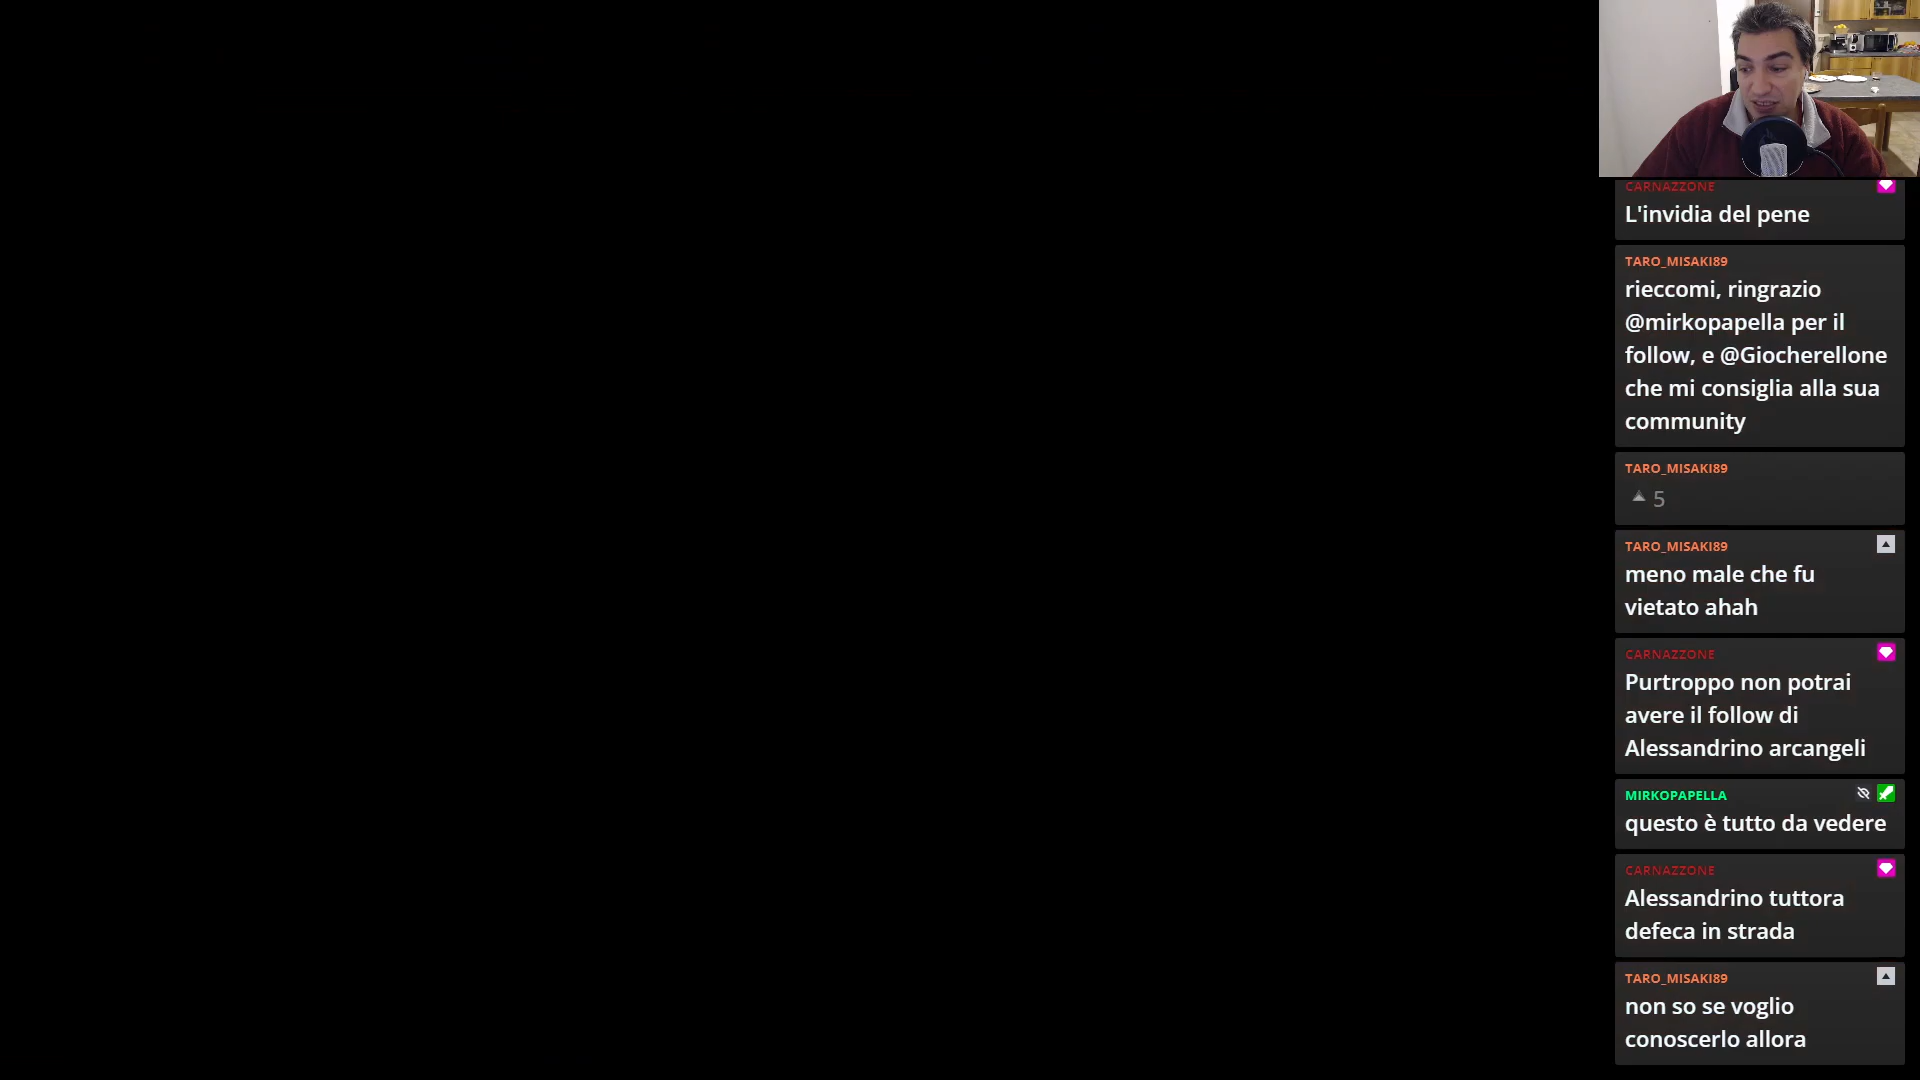 CARNAZZONE
L'invidia del pene
TARO_MISAKI89
rieccomi, ringrazio
@mirkopapella per il
follow, e @Giocherellone
che mi consiglia alla sua
community
TARO_MISAKI89
5
TARO_MISAKI89
meno male che fu
vietato ahah
CARNAZZONE
Purtroppo non potrai
avere il follow di
Alessandrino arcangeli
MIRKOPAPELLA
questo è tutto da vedere
CARNAZZONE
Alessandrino tuttora
defeca in strada
TARO_MISAKI89
non so se voglio
conoscerlo allora